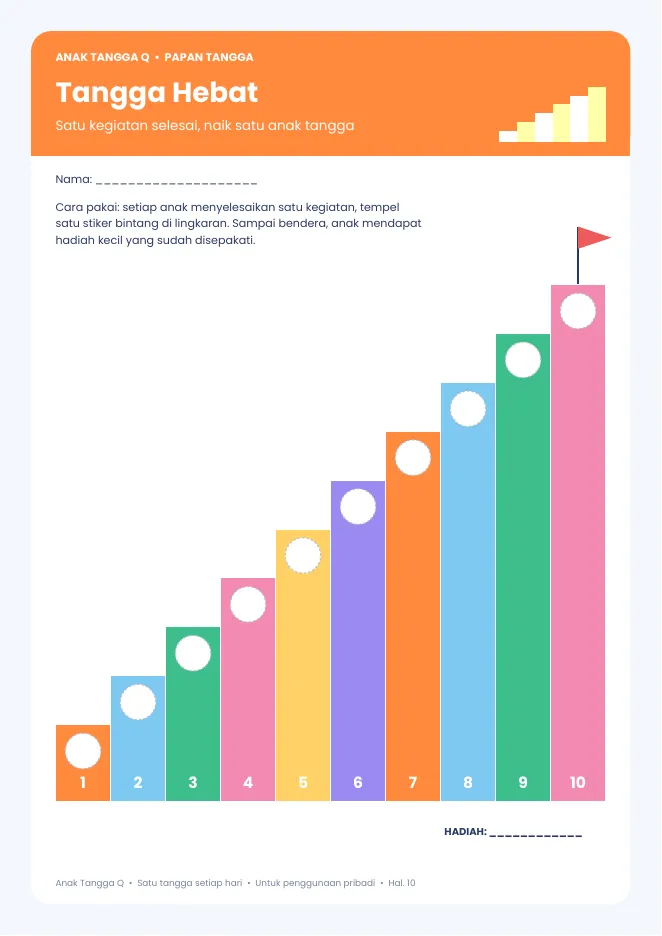 ANAK TANGGA Q • PAPAN TANGGA
Tangga Hebat
Satu kegiatan selesai, naik satu anak tangga
Nama: ____________________
Cara pakai: setiap anak menyelesaikan satu kegiatan, tempel
satu stiker bintang di lingkaran. Sampai bendera, anak mendapat
hadiah kecil yang sudah disepakati.
1 2 3 4 5 6 7 8 9 10
HADIAH: ____________
Anak Tangga Q • Satu tangga setiap hari • Untuk penggunaan pribadi • Hal. 10